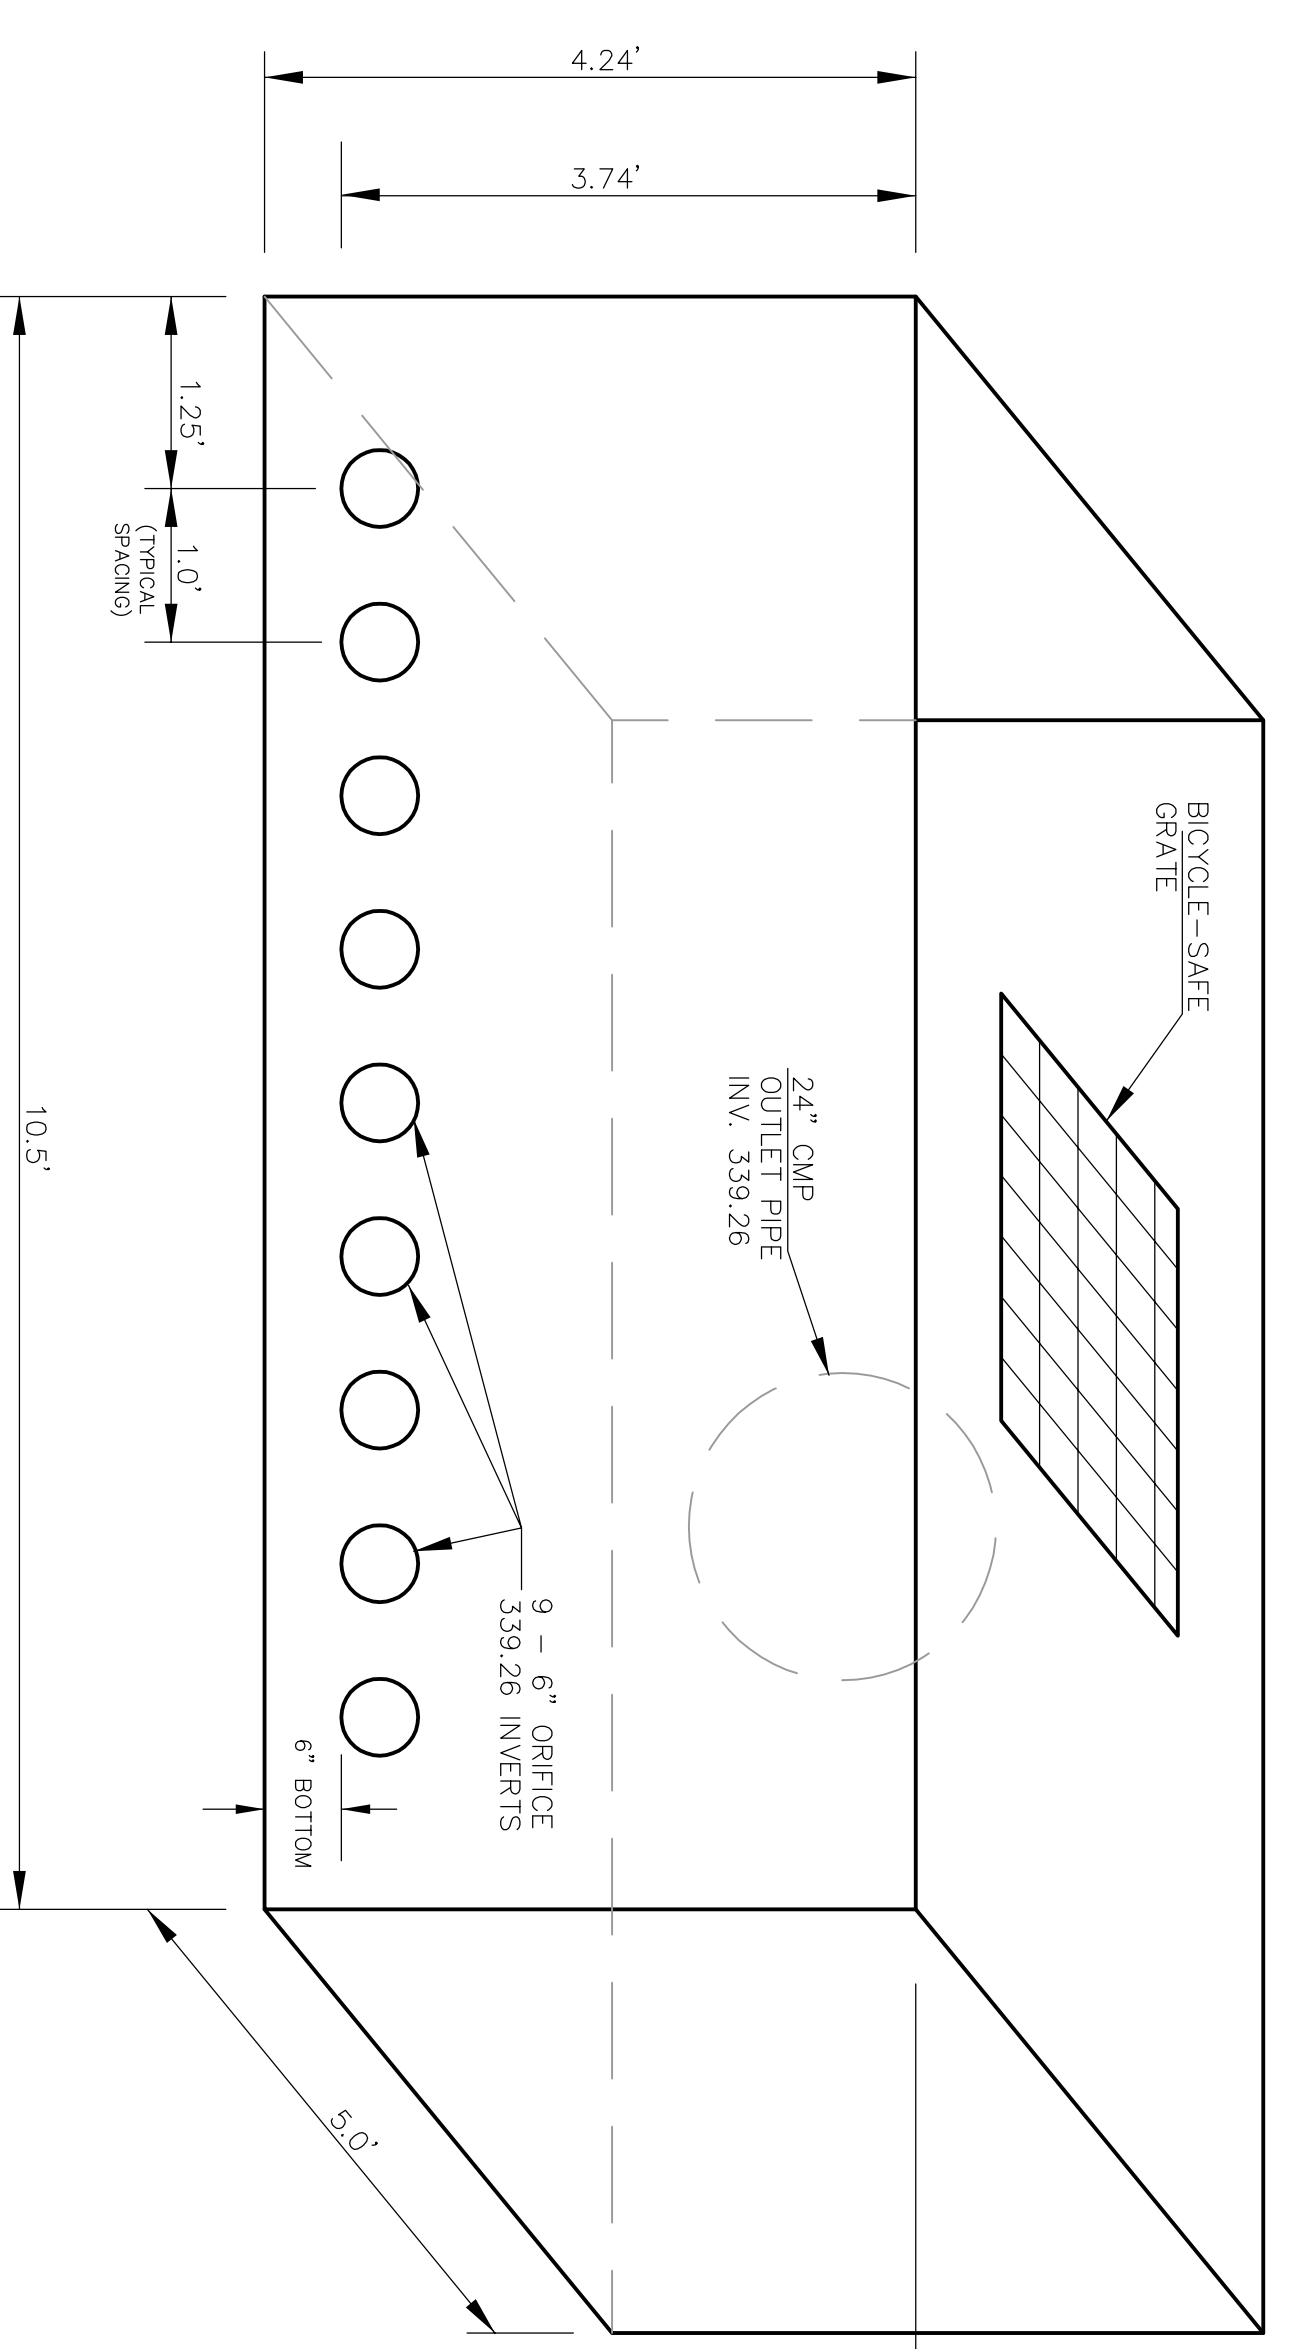 4.24'
3.74'
BICYCLE-SAFE
GRATE
24" CMP
OUTLET PIPE
INV. 339.26
9 - 6" ORIFICE
339.26 INVERTS
6" BOTTOM
1.25'
1.0'
(TYPICAL
SPACING)
10.5'
5.0'